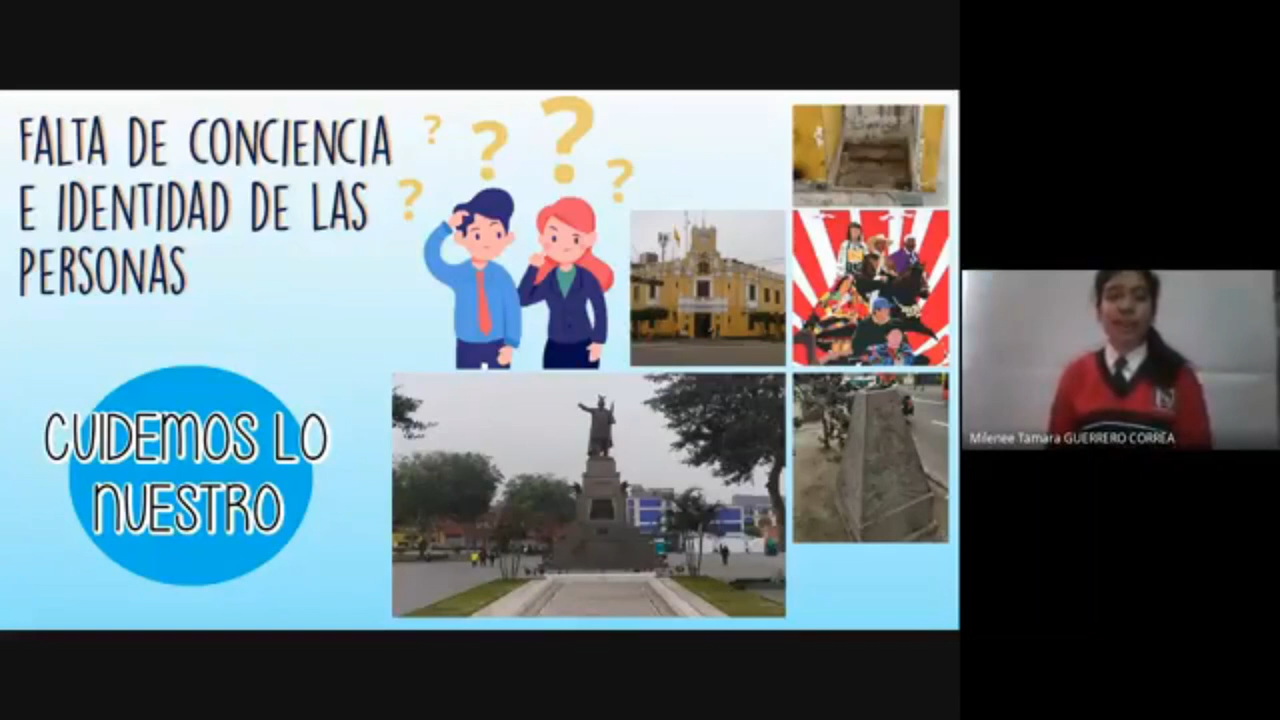 FALTA DE CONCIENCIA
E IDENTIDAD DE LAS
PERSONAS
? ? ? ? ?
CUIDEMOS LO
NUESTRO
Milenee Tamara GUERRERO CORREA